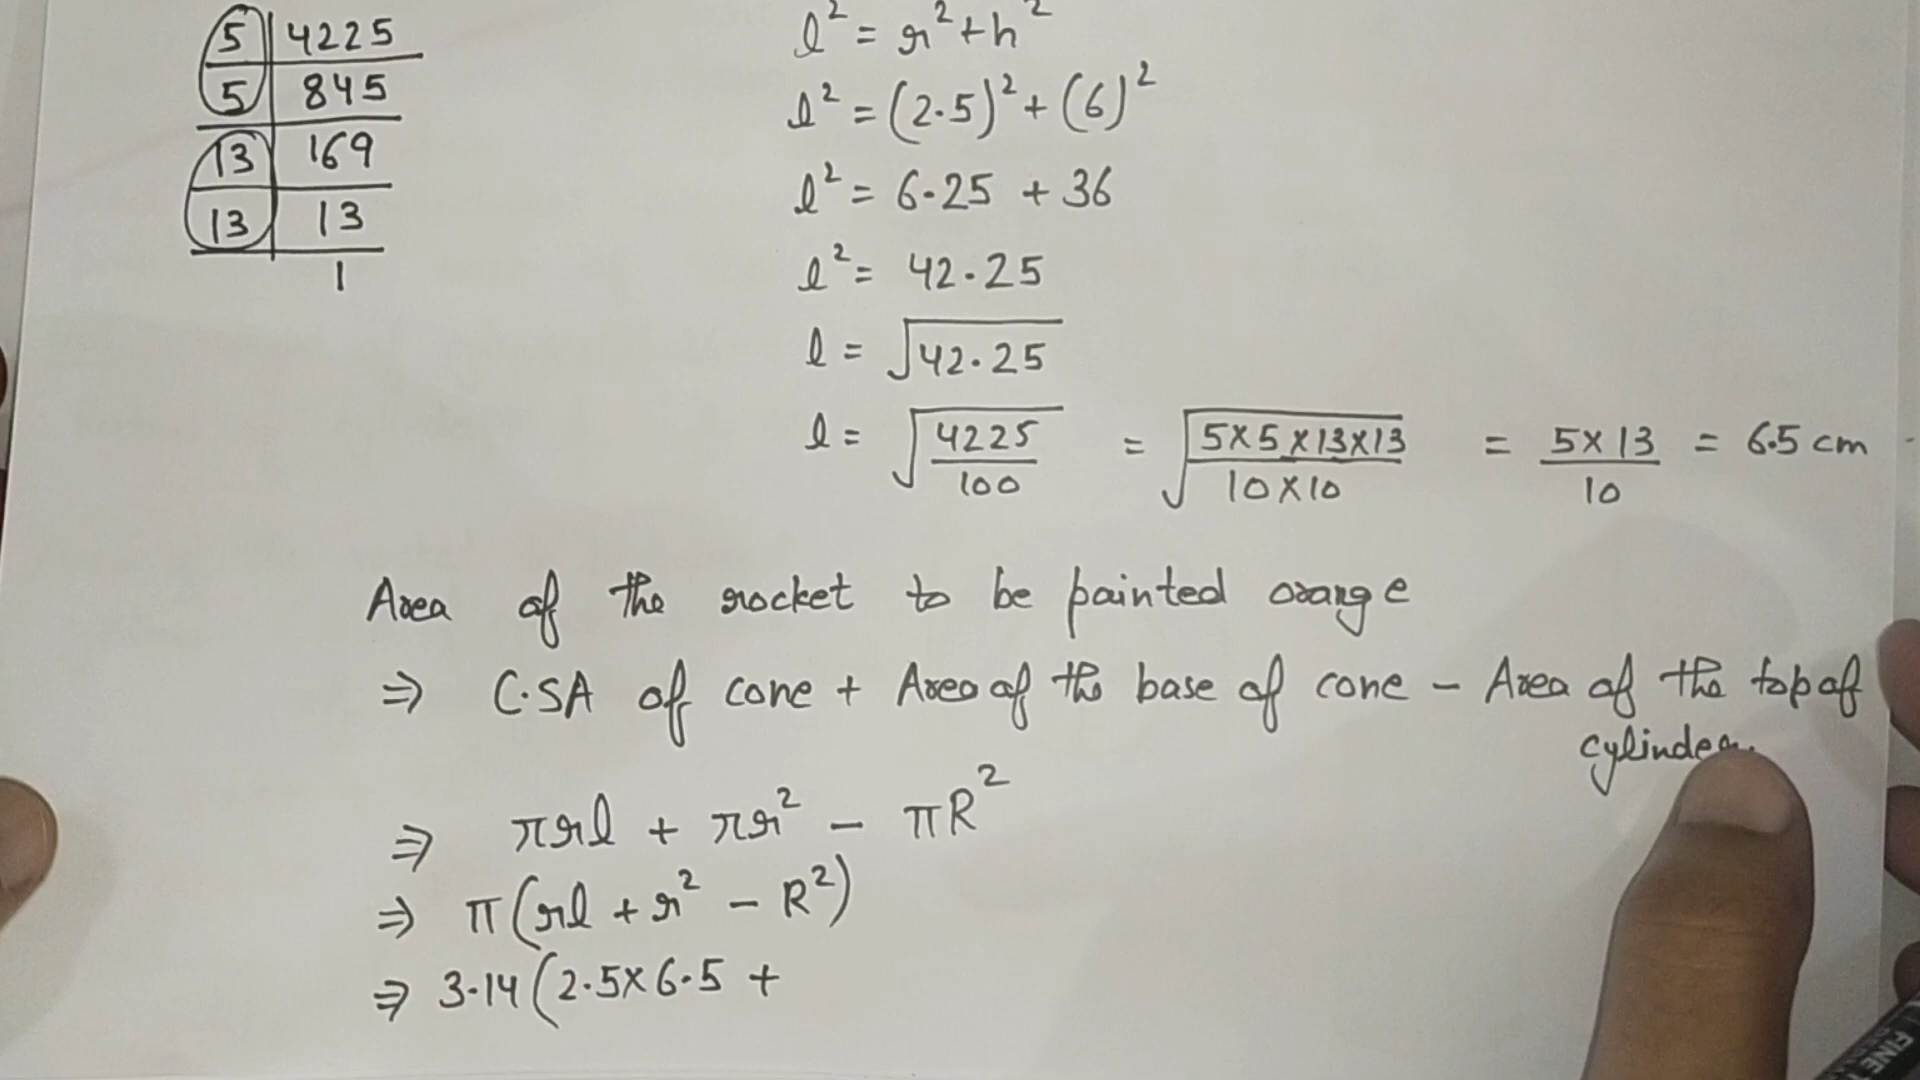 5 | 4225
5 | 845
13 | 169
13 | 13
1
l² = r² + h²
l² = (2.5)² + (6)²
l² = 6.25 + 36
l² = 42.25
l = √42.25
l = √(4225/100) = √(5×5×13×13/10×10) = 5×13/10 = 6.5 cm
Area of the rocket to be painted orange
⇒ C.SA of cone + Area of the base of cone - Area of the top of cylinder.
⇒ πrl + πr² - πR²
⇒ π(rl + r² - R²)
⇒ 3.14(2.5×6.5 +
FINE